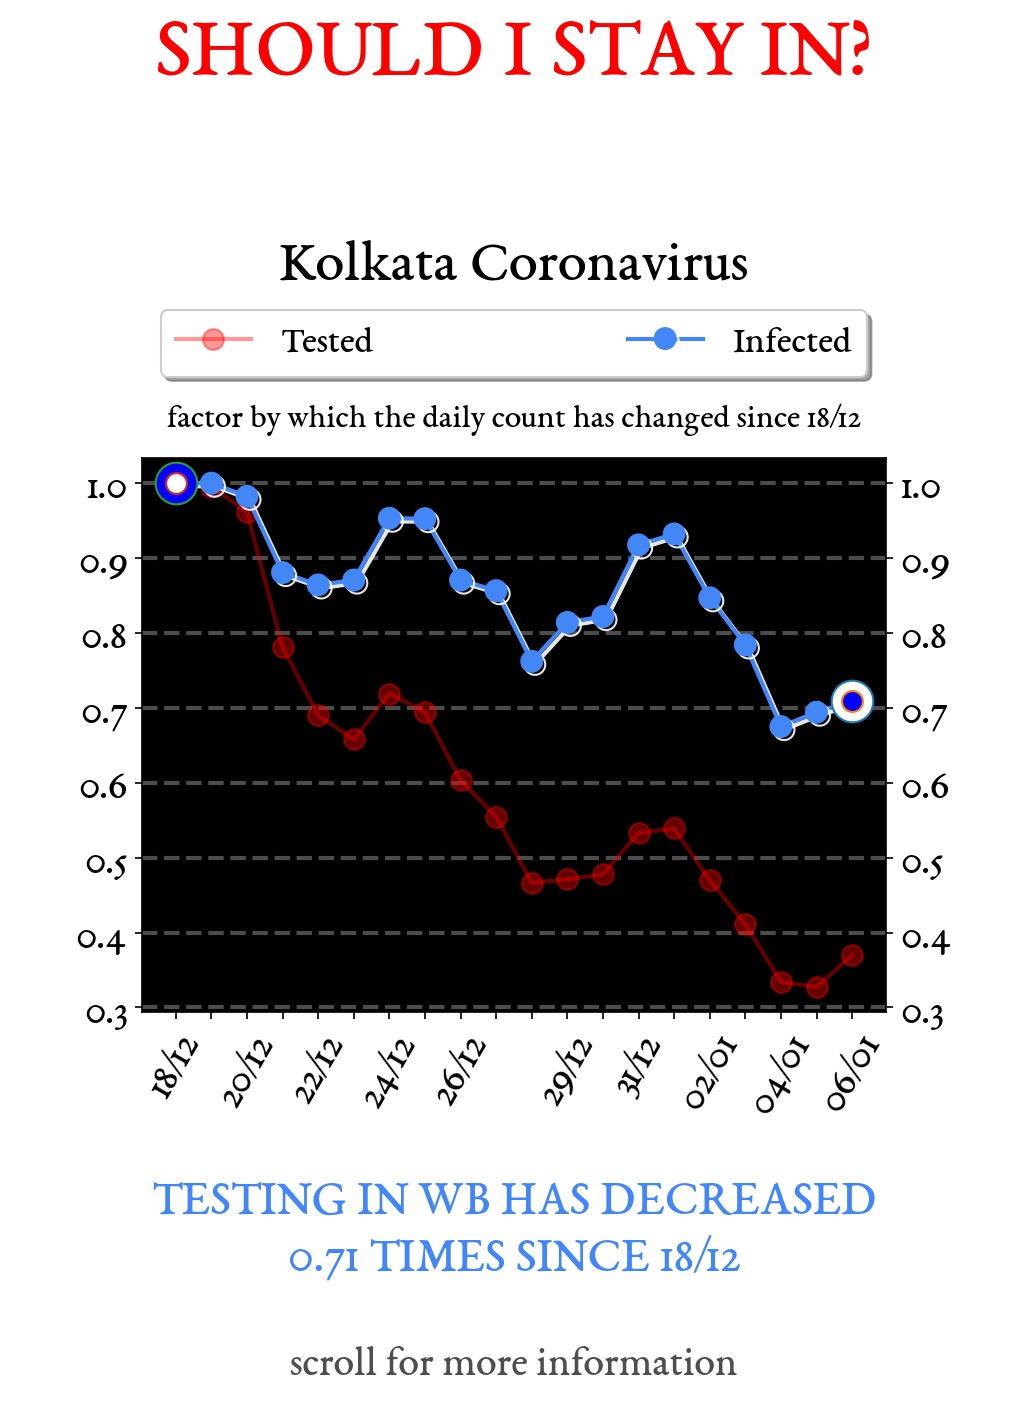 SHOULD I STAY IN?
Kolkata Coronavirus
Tested Infected
factor by which the daily count has changed since 18/12
1.0 1.0
0.9 0.9
0.8 0.8
0.7 0.7
0.6 0.6
0.5 0.5
0.4 0.4
0.3 0.3
18/12 20/12 22/12 24/12 26/12 29/12 31/12 02/01 04/01 06/01
TESTING IN WB HAS DECREASED
0.71 TIMES SINCE 18/12
scroll for more information